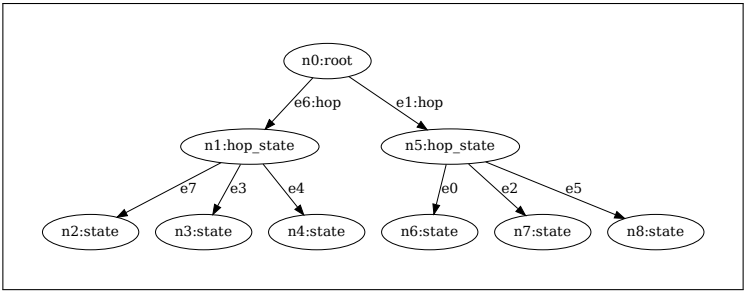 n0:root
e6:hop e1:hop
n1:hop_state n5:hop_state
e7 e3 e4 e0 e2 e5
n2:state n3:state n4:state n6:state n7:state n8:state